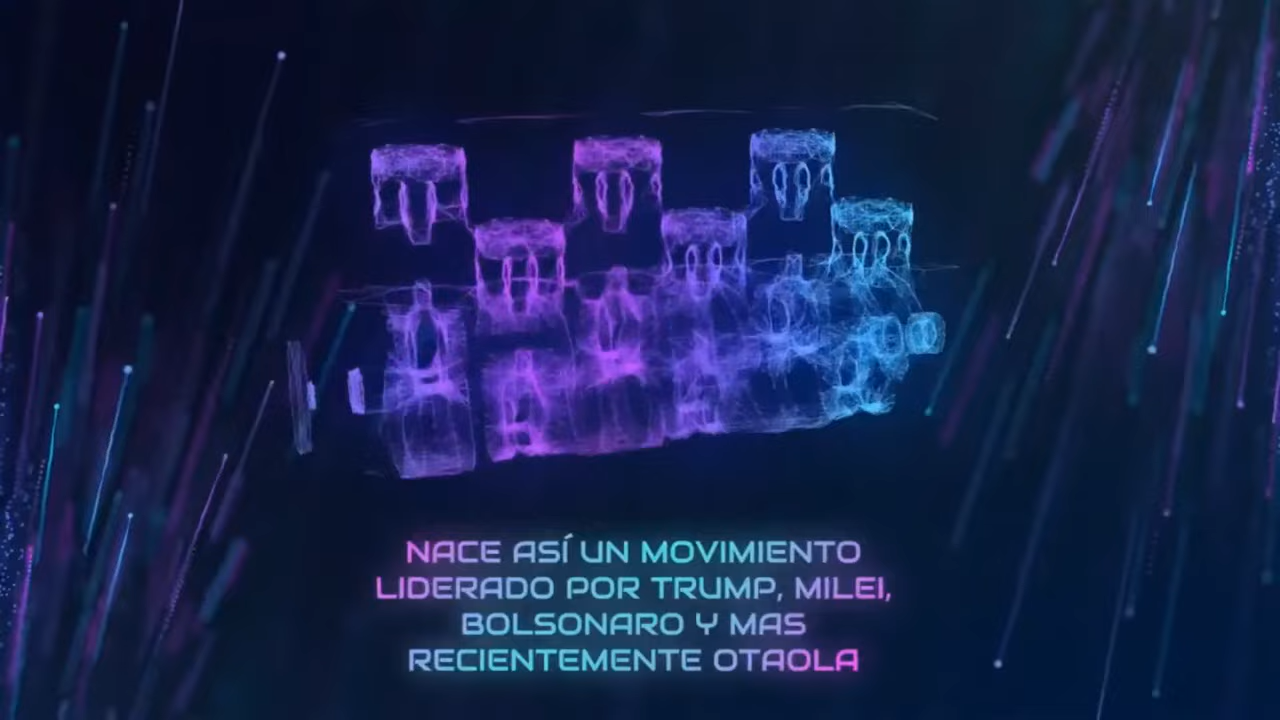 NACE ASÍ UN MOVIMIENTO
LIDERADO POR TRUMP, MILEI,
BOLSONARO Y MAS
RECIENTEMENTE OTAOLA